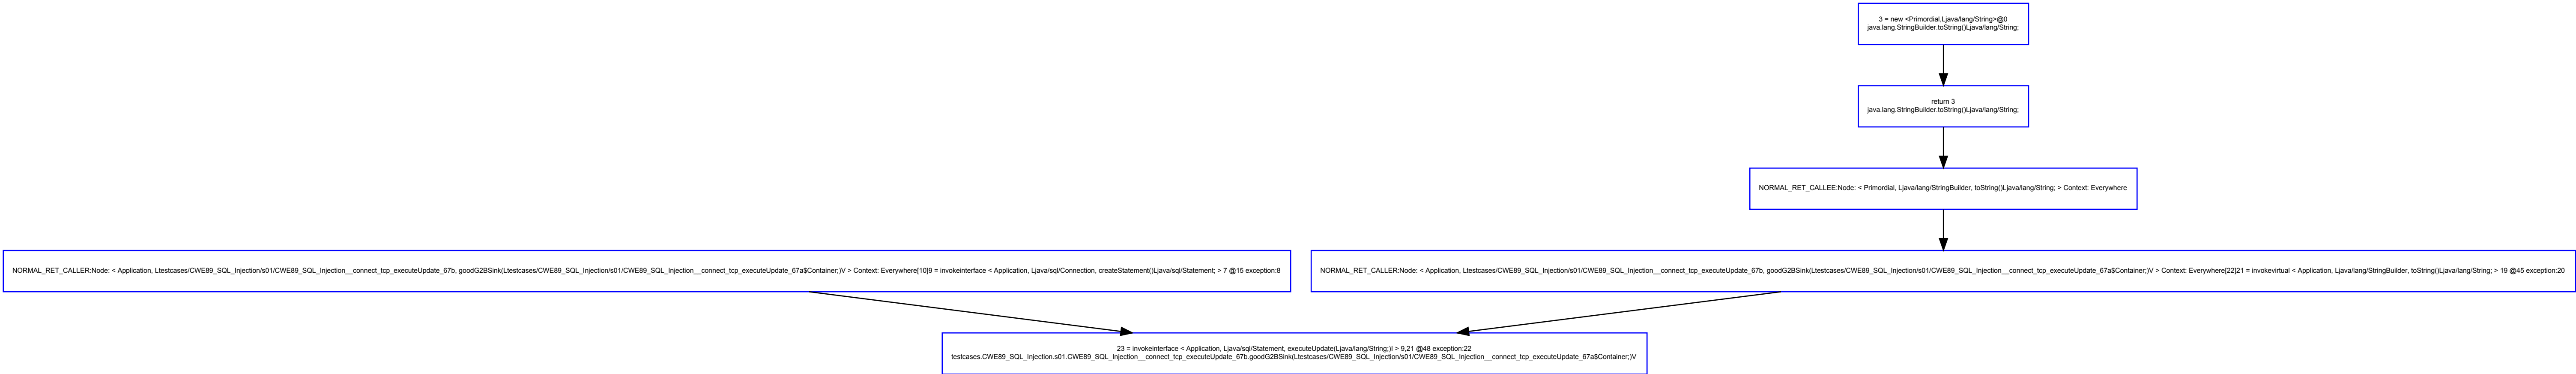 3 = new <Primordial,Ljava/lang/String>@0
java.lang.StringBuilder.toString()Ljava/lang/String;
return 3
java.lang.StringBuilder.toString()Ljava/lang/String;
NORMAL_RET_CALLEE:Node: < Primordial, Ljava/lang/StringBuilder, toString()Ljava/lang/String; > Context: Everywhere
NORMAL_RET_CALLER:Node: < Application, Ltestcases/CWE89_SQL_Injection/s01/CWE89_SQL_Injection__connect_tcp_executeUpdate_67b, goodG2BSink(Ltestcases/CWE89_SQL_Injection/s01/CWE89_SQL_Injection__connect_tcp_executeUpdate_67a$Container;)V > Context: Everywhere[10]9 = invokeinterface < Application, Ljava/sql/Connection, createStatement()Ljava/sql/Statement; > 7 @15 exception:8
NORMAL_RET_CALLER:Node: < Application, Ltestcases/CWE89_SQL_Injection/s01/CWE89_SQL_Injection__connect_tcp_executeUpdate_67b, goodG2BSink(Ltestcases/CWE89_SQL_Injection/s01/CWE89_SQL_Injection__connect_tcp_executeUpdate_67a$Container;)V > Context: Everywhere[22]21 = invokevirtual < Application, Ljava/lang/StringBuilder, toString()Ljava/lang/String; > 19 @45 exception:20
23 = invokeinterface < Application, Ljava/sql/Statement, executeUpdate(Ljava/lang/String;)I > 9,21 @48 exception:22
testcases.CWE89_SQL_Injection.s01.CWE89_SQL_Injection__connect_tcp_executeUpdate_67b.goodG2BSink(Ltestcases/CWE89_SQL_Injection/s01/CWE89_SQL_Injection__connect_tcp_executeUpdate_67a$Container;)V